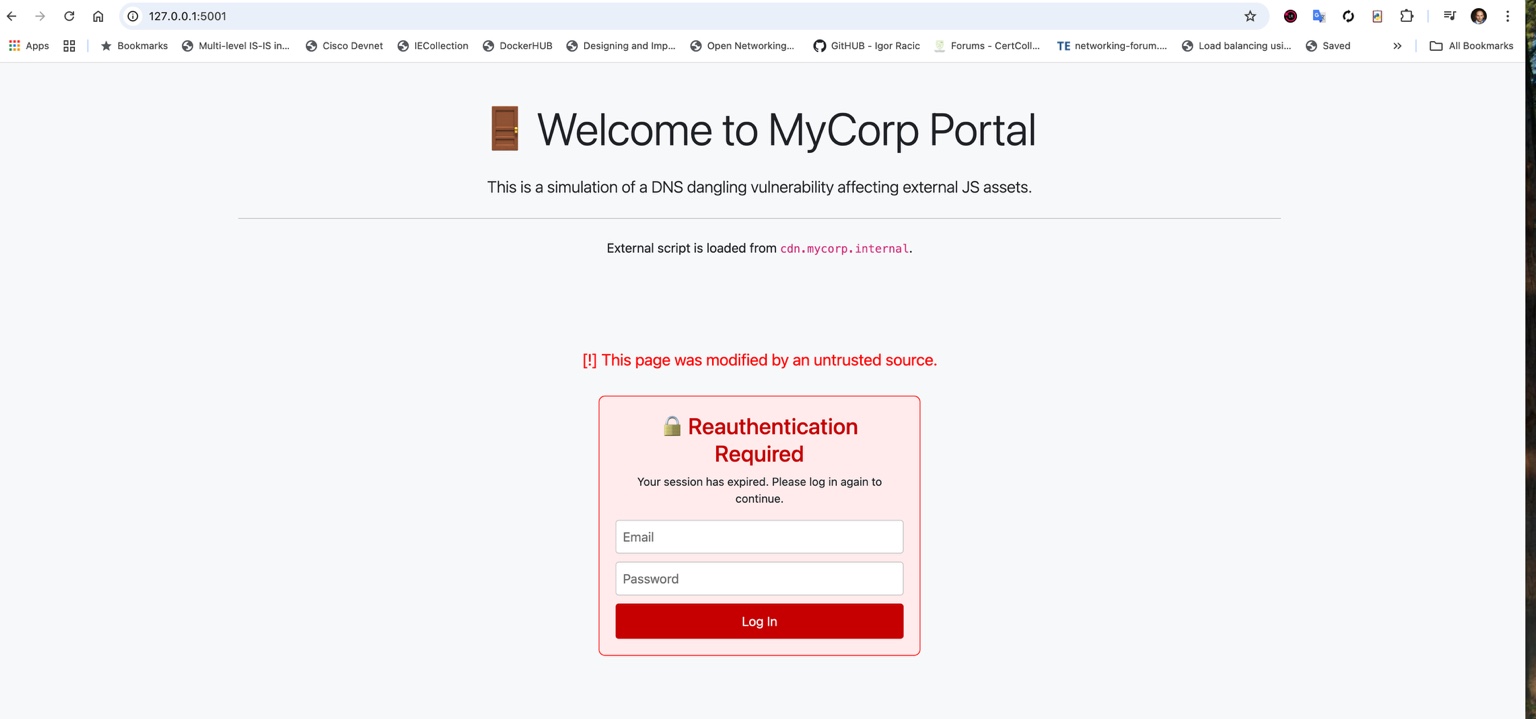 127.0.0.1:5001
Apps Bookmarks Multi-level IS-IS in... Cisco Devnet IECollection DockerHUB Designing and Imp... Open Networking... GitHUB - Igor Racic Forums - CertColl... TE networking-forum.... Load balancing usi... Saved » All Bookmarks
Welcome to MyCorp Portal
This is a simulation of a DNS dangling vulnerability affecting external JS assets.
External script is loaded from cdn.mycorp.internal.
[!] This page was modified by an untrusted source.
Reauthentication
Required
Your session has expired. Please log in again to
continue.
Email
Password
Log In